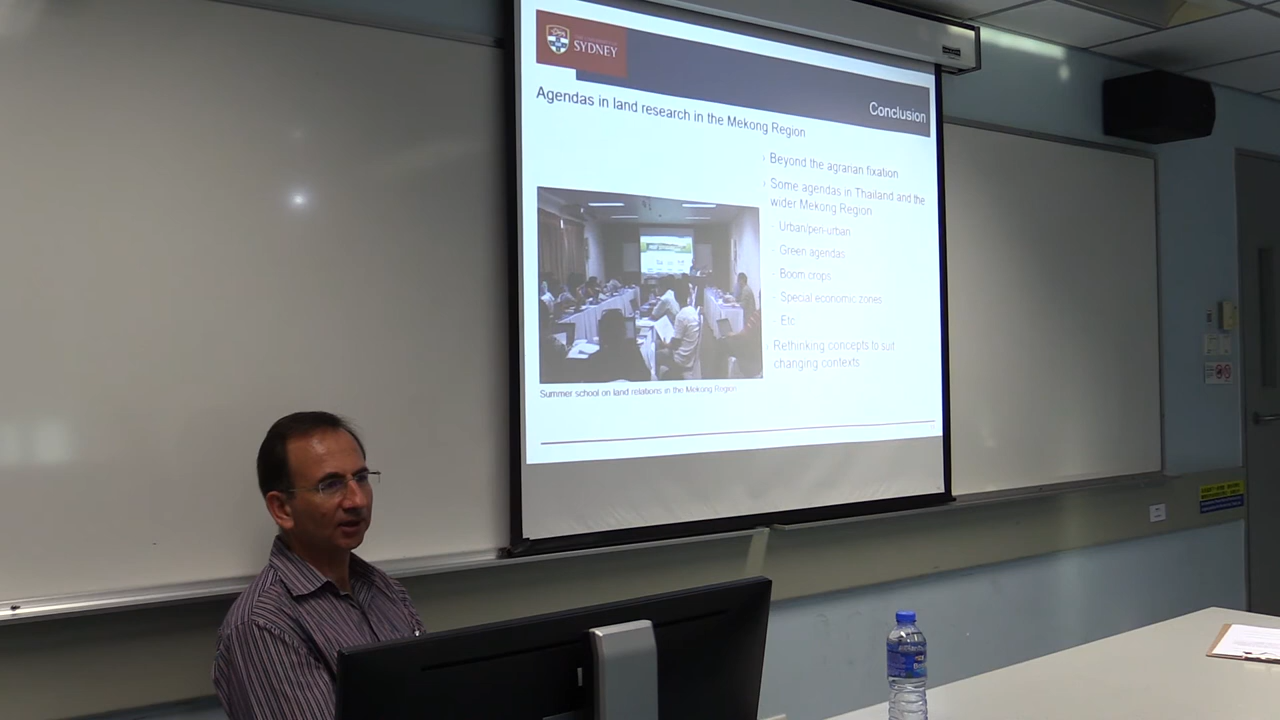 SYDNEY
Conclusion
Agendas in land research in the Mekong Region
› Beyond the agrarian fixation
› Some agendas in Thailand and the
wider Mekong Region
- Urban/peri-urban
- Green agendas
- Boom crops
- Special economic zones
- Etc
› Rethinking concepts to suit
changing contexts
Summer school on land relations in the Mekong Region